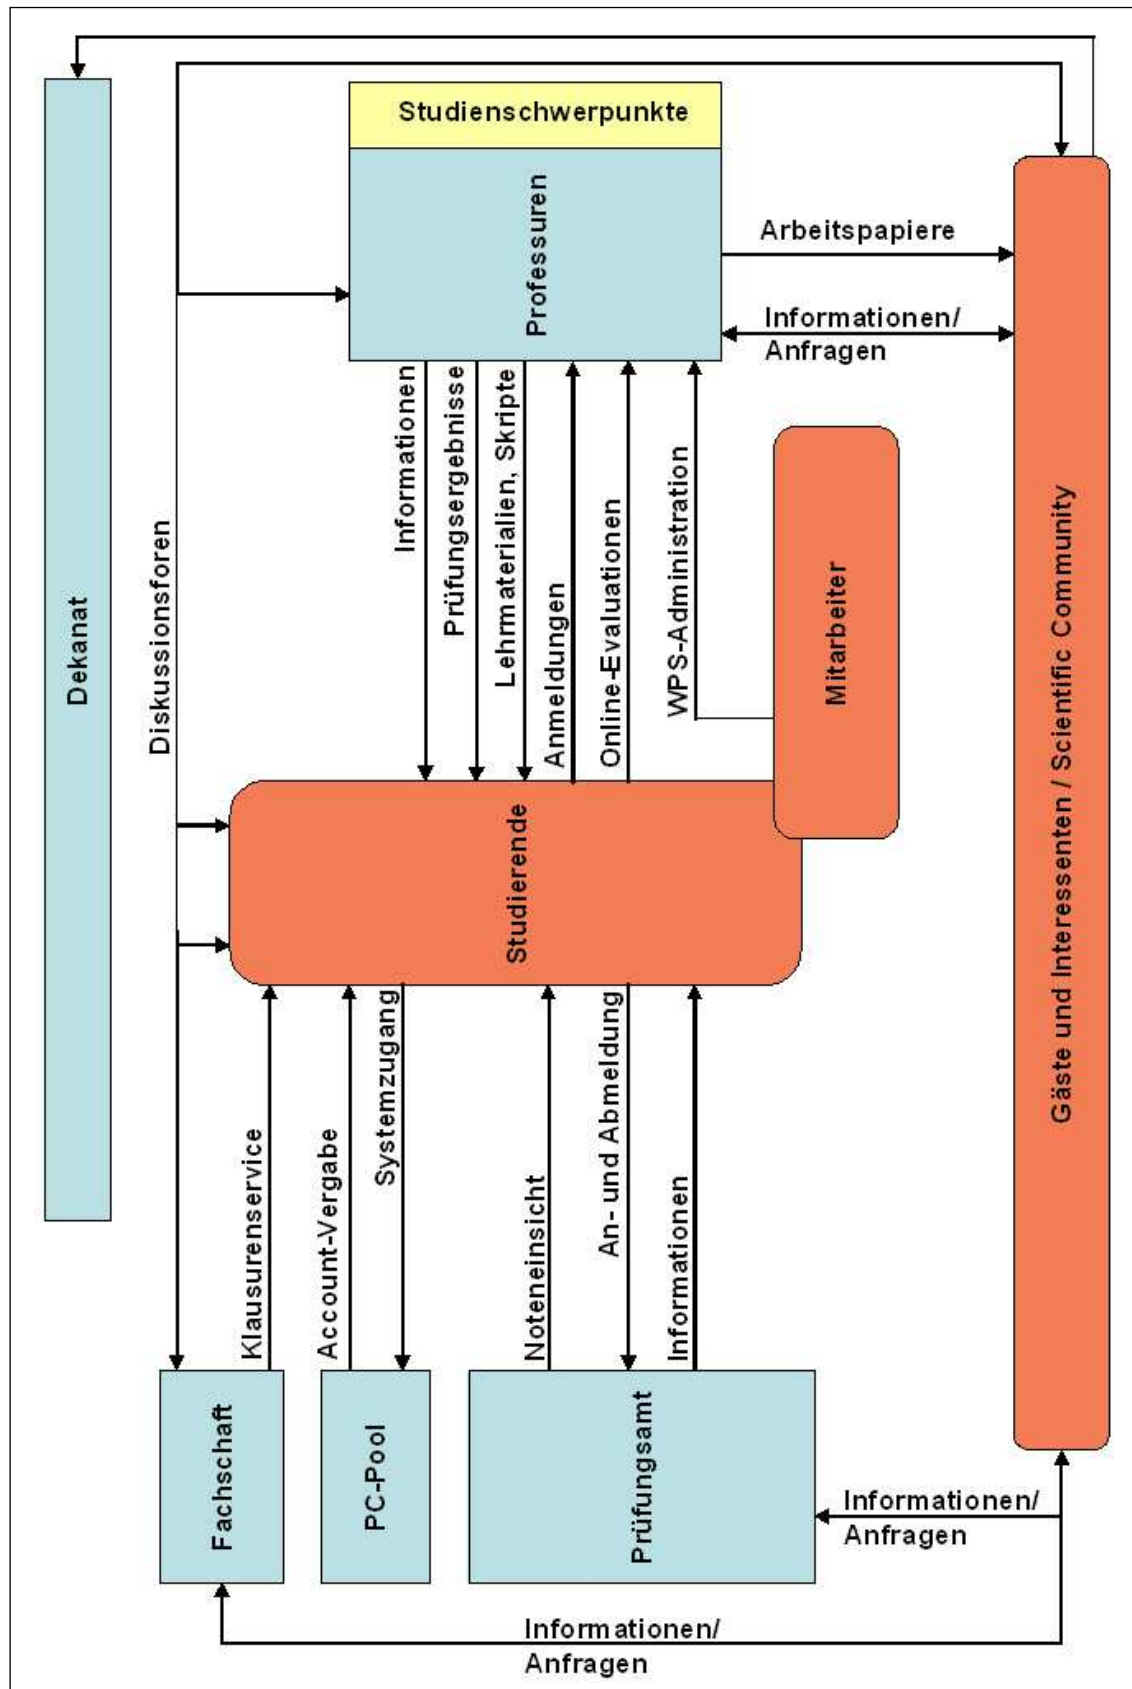 Studienschwerpunkte
Professuren
Arbeitspapiere
Informationen/
Anfragen
Dekanat
Diskussionsforen
Informationen
Prüfungsergebnisse
Lehrmaterialien, Skripte
Anmeldungen
Online-Evaluationen
WPS-Administration
Mitarbeiter
Gäste und Interessenten / Scientific Community
Studierende
Klausurenservice
Account-Vergabe
Systemzugang
Noteneinsicht
An- und Abmeldung
Informationen
Fachschaft
PC-Pool
Prüfungsamt
Informationen/
Anfragen
Informationen/
Anfragen